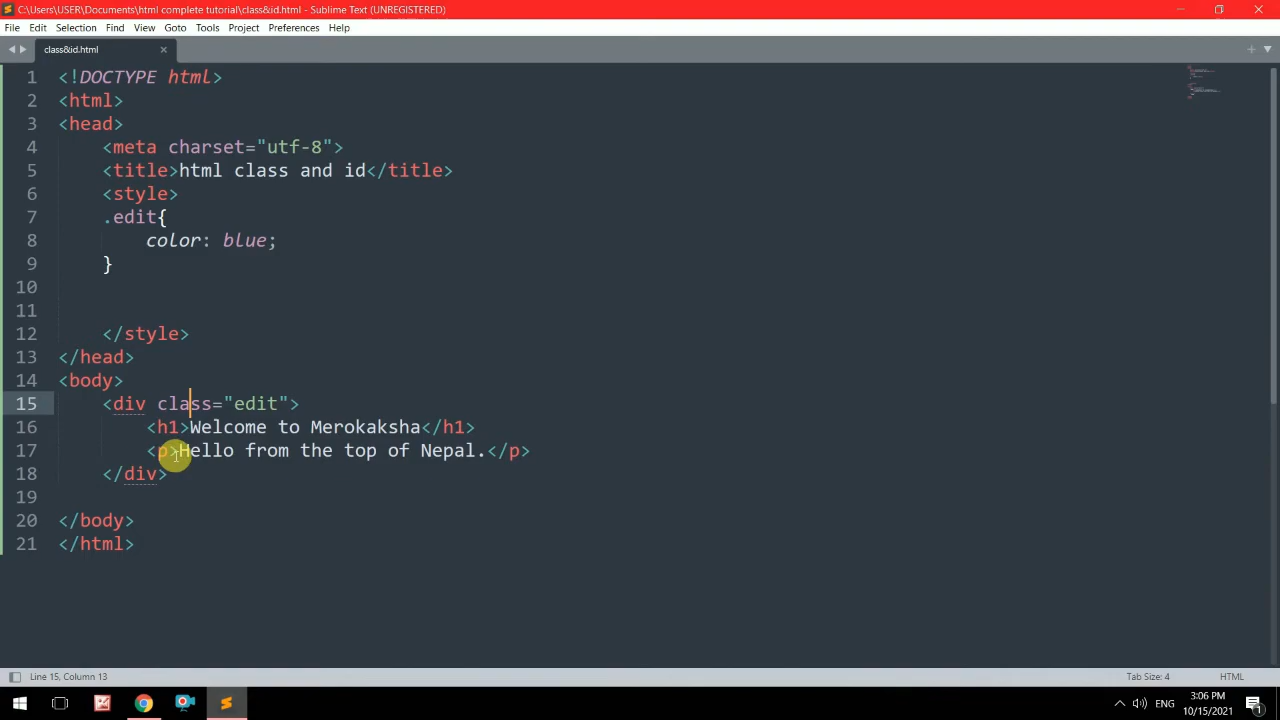 C:\Users\USER\Documents\html complete tutorial\class&id.html - Sublime Text (UNREGISTERED)
File Edit Selection Find View Goto Tools Project Preferences Help
class&id.html
1 <!DOCTYPE html>
2 <html>
3 <head>
4 <meta charset="utf-8">
5 <title>html class and id</title>
6 <style>
7 .edit{
8 color: blue;
9 }
10
11
12 </style>
13 </head>
14 <body>
15 <div class="edit">
16 <h1>Welcome to Merokaksha</h1>
17 <p>Hello from the top of Nepal.</p>
18 </div>
19
20 </body>
21 </html>
Line 15, Column 13 Tab Size: 4 HTML
ENG 3:06 PM
10/15/2021 1